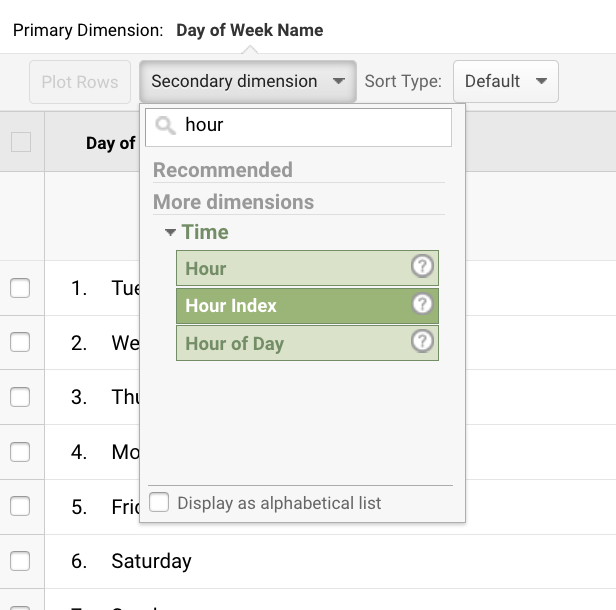 Primary Dimension: Day of Week Name
Plot Rows Secondary dimension Sort Type: Default
hour
Day of
Recommended
More dimensions
Time
Hour ?
1. Tue
Hour Index ?
2. We
Hour of Day ?
3. Thu
4. Mo
5. Fri
Display as alphabetical list
6. Saturday